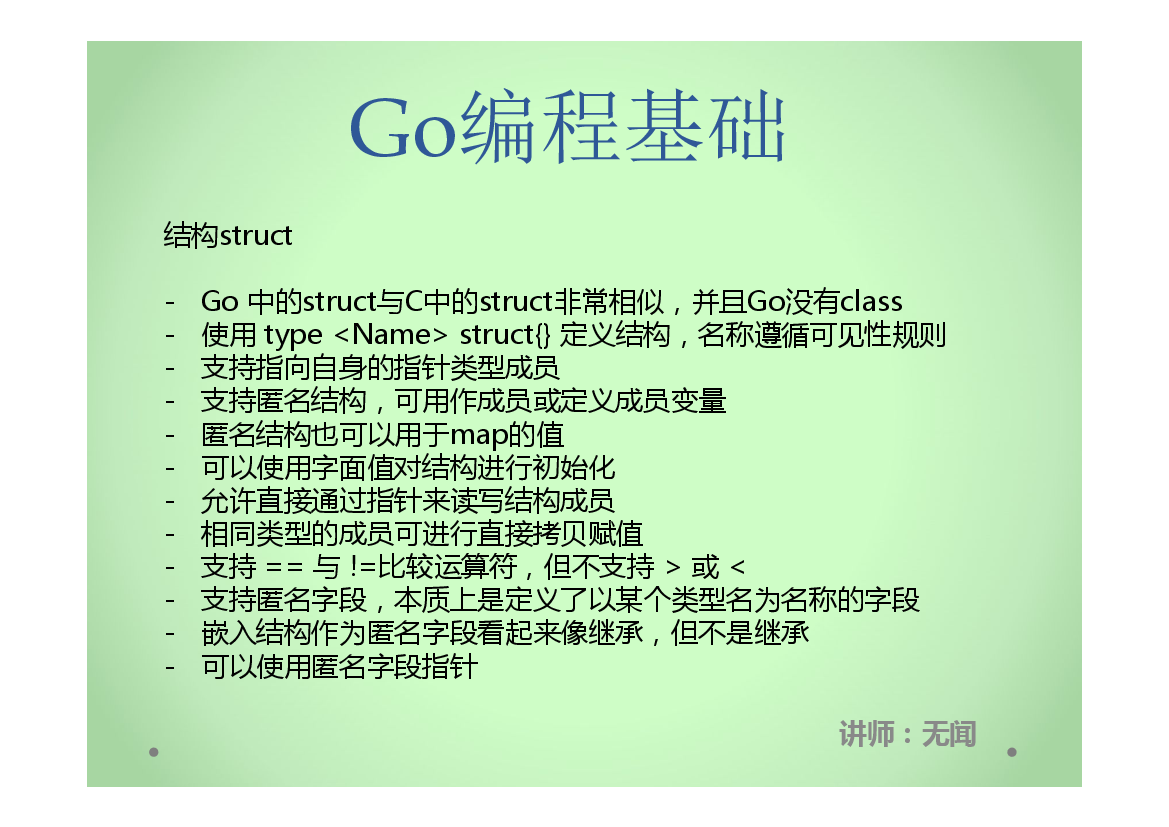 Go编程基础
结构struct
- Go 中的struct与C中的struct非常相似，并且Go没有class
- 使用 type <Name> struct{} 定义结构，名称遵循可见性规则
- 支持指向自身的指针类型成员
- 支持匿名结构，可用作成员或定义成员变量
- 匿名结构也可以用于map的值
- 可以使用字面值对结构进行初始化
- 允许直接通过指针来读写结构成员
- 相同类型的成员可进行直接拷贝赋值
- 支持 == 与 !=比较运算符，但不支持 > 或 <
- 支持匿名字段，本质上是定义了以某个类型名为名称的字段
- 嵌入结构作为匿名字段看起来像继承，但不是继承
- 可以使用匿名字段指针
讲师：无闻